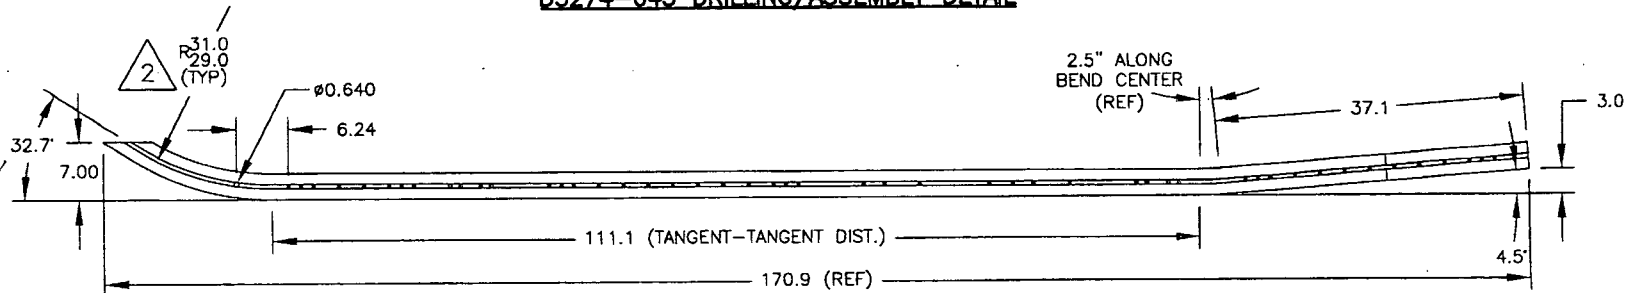 R31.0
29.0
(TYP)
2
Ø0.640
6.24
2.5" ALONG
BEND CENTER
(REF)
37.1
3.0
32.7°
7.00
111.1 (TANGENT-TANGENT DIST.)
4.5°
170.9 (REF)